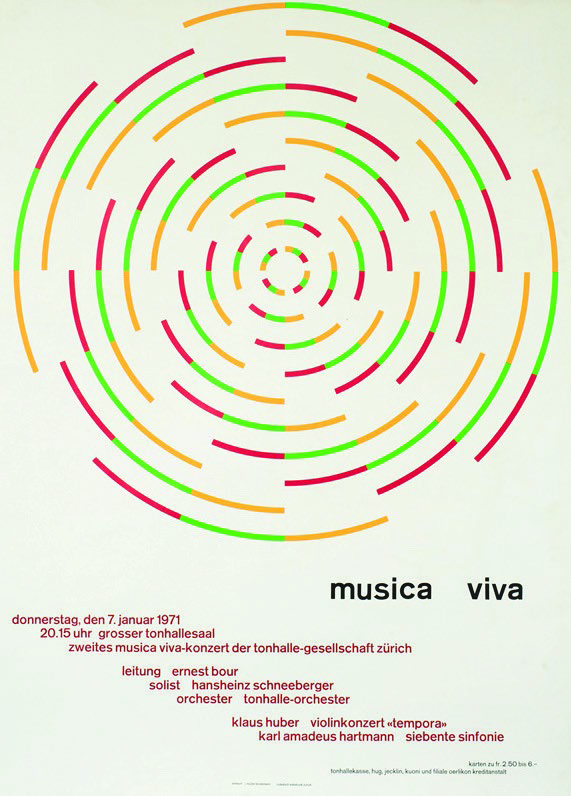 musica viva
donnerstag, den 7. januar 1971
20.15 uhr grosser tonhallesaal
zweites musica viva-konzert der tonhalle-gesellschaft zürich
leitung ernest bour
solist hansheinz schneeberger
orchester tonhalle-orchester
klaus huber violinkonzert «tempora»
karl amadeus hartmann siebente sinfonie
karten zu fr. 2.50 bis 6.–
tonhallekasse, hug, jecklin, kuoni und filiale oerlikon kreditanstalt